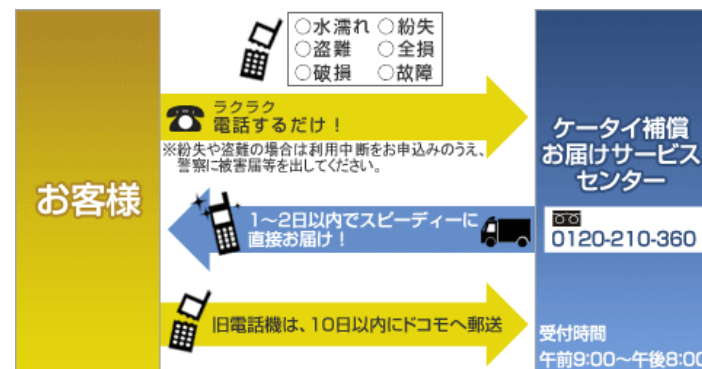 ○水濡れ ○紛失
○盗難 ○全損
○破損 ○故障
ラクラク
電話するだけ！
※紛失や盗難の場合は利用中断をお申込みのうえ、
警察に被害届等を出してください。
お客様
1～2日以内でスピーディーに
直接お届け！
旧電話機は、10日以内にドコモへ郵送
ケータイ補償
お届けサービス
センター
0120-210-360
受付時間
午前9:00～午後8:00